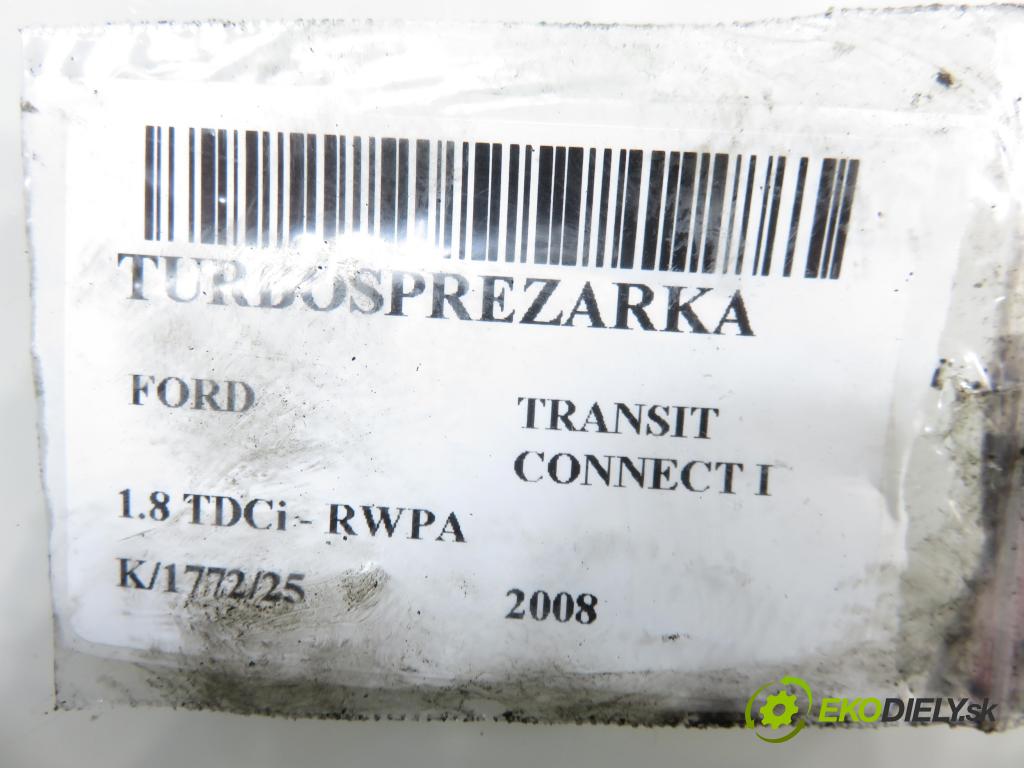 TURBOSPREZARKA
FORD
TRANSIT
CONNECT I
1.8 TDCi - RWPA
K/1772/25
2008
EKODIELY.sk